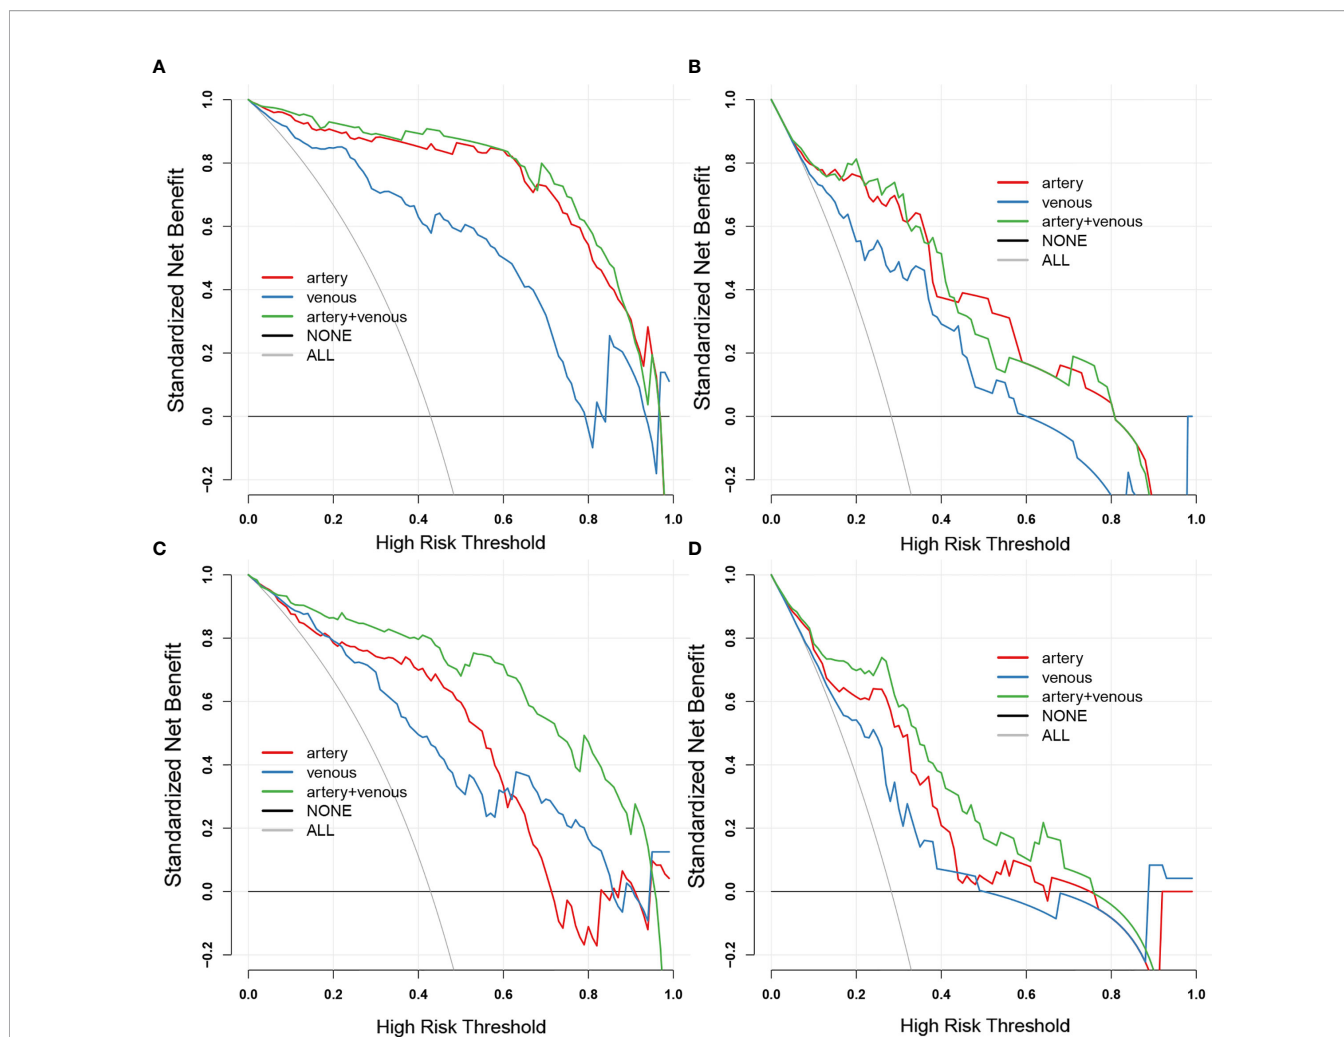 A
Standardized Net Benefit
1.0
0.8
0.6
0.4
0.2
0.0
−0.2
artery
venous
artery+venous
NONE
ALL
0.0 0.2 0.4 0.6 0.8 1.0
High Risk Threshold
B
Standardized Net Benefit
1.0
0.8
0.6
0.4
0.2
0.0
−0.2
artery
venous
artery+venous
NONE
ALL
0.0 0.2 0.4 0.6 0.8 1.0
High Risk Threshold
C
Standardized Net Benefit
1.0
0.8
0.6
0.4
0.2
0.0
−0.2
artery
venous
artery+venous
NONE
ALL
0.0 0.2 0.4 0.6 0.8 1.0
High Risk Threshold
D
Standardized Net Benefit
1.0
0.8
0.6
0.4
0.2
0.0
−0.2
artery
venous
artery+venous
NONE
ALL
0.0 0.2 0.4 0.6 0.8 1.0
High Risk Threshold